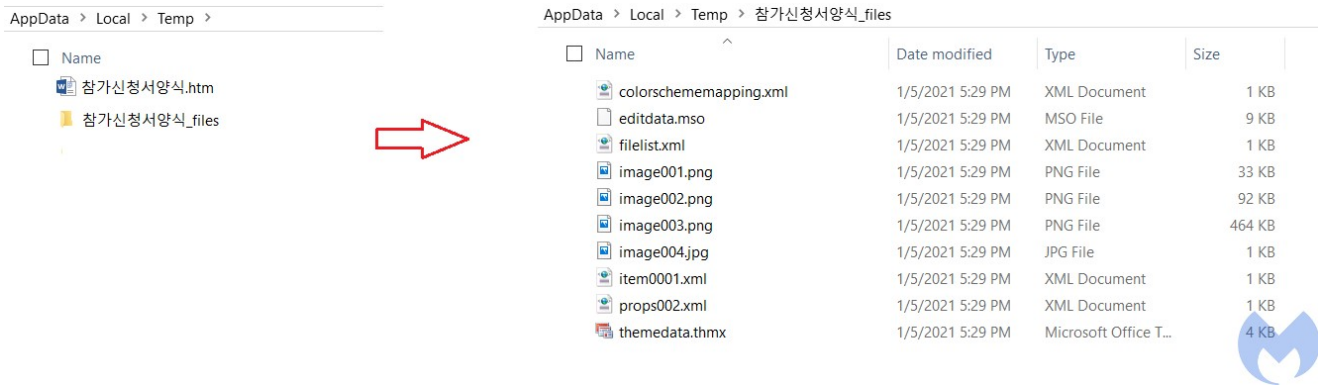 AppData > Local > Temp >
Name
참가신청서양식.htm
참가신청서양식_files
AppData > Local > Temp > 참가신청서양식_files
Name Date modified Type Size
colorschememapping.xml 1/5/2021 5:29 PM XML Document 1 KB
editdata.mso 1/5/2021 5:29 PM MSO File 9 KB
filelist.xml 1/5/2021 5:29 PM XML Document 1 KB
image001.png 1/5/2021 5:29 PM PNG File 33 KB
image002.png 1/5/2021 5:29 PM PNG File 92 KB
image003.png 1/5/2021 5:29 PM PNG File 464 KB
image004.jpg 1/5/2021 5:29 PM JPG File 1 KB
item0001.xml 1/5/2021 5:29 PM XML Document 1 KB
props002.xml 1/5/2021 5:29 PM XML Document 1 KB
themedata.thmx 1/5/2021 5:29 PM Microsoft Office T... 4 KB